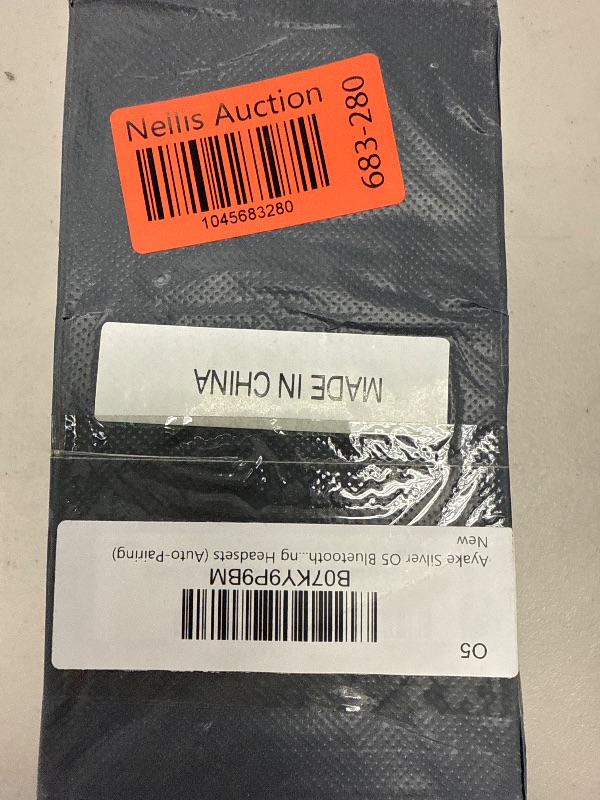 Nellis Auction
1045683280
683-280
MADE IN CHINA
O5
B07KY9P9BM
Ayake Silver O5 Bluetooth...ng Headsets (Auto-Pairing)
New